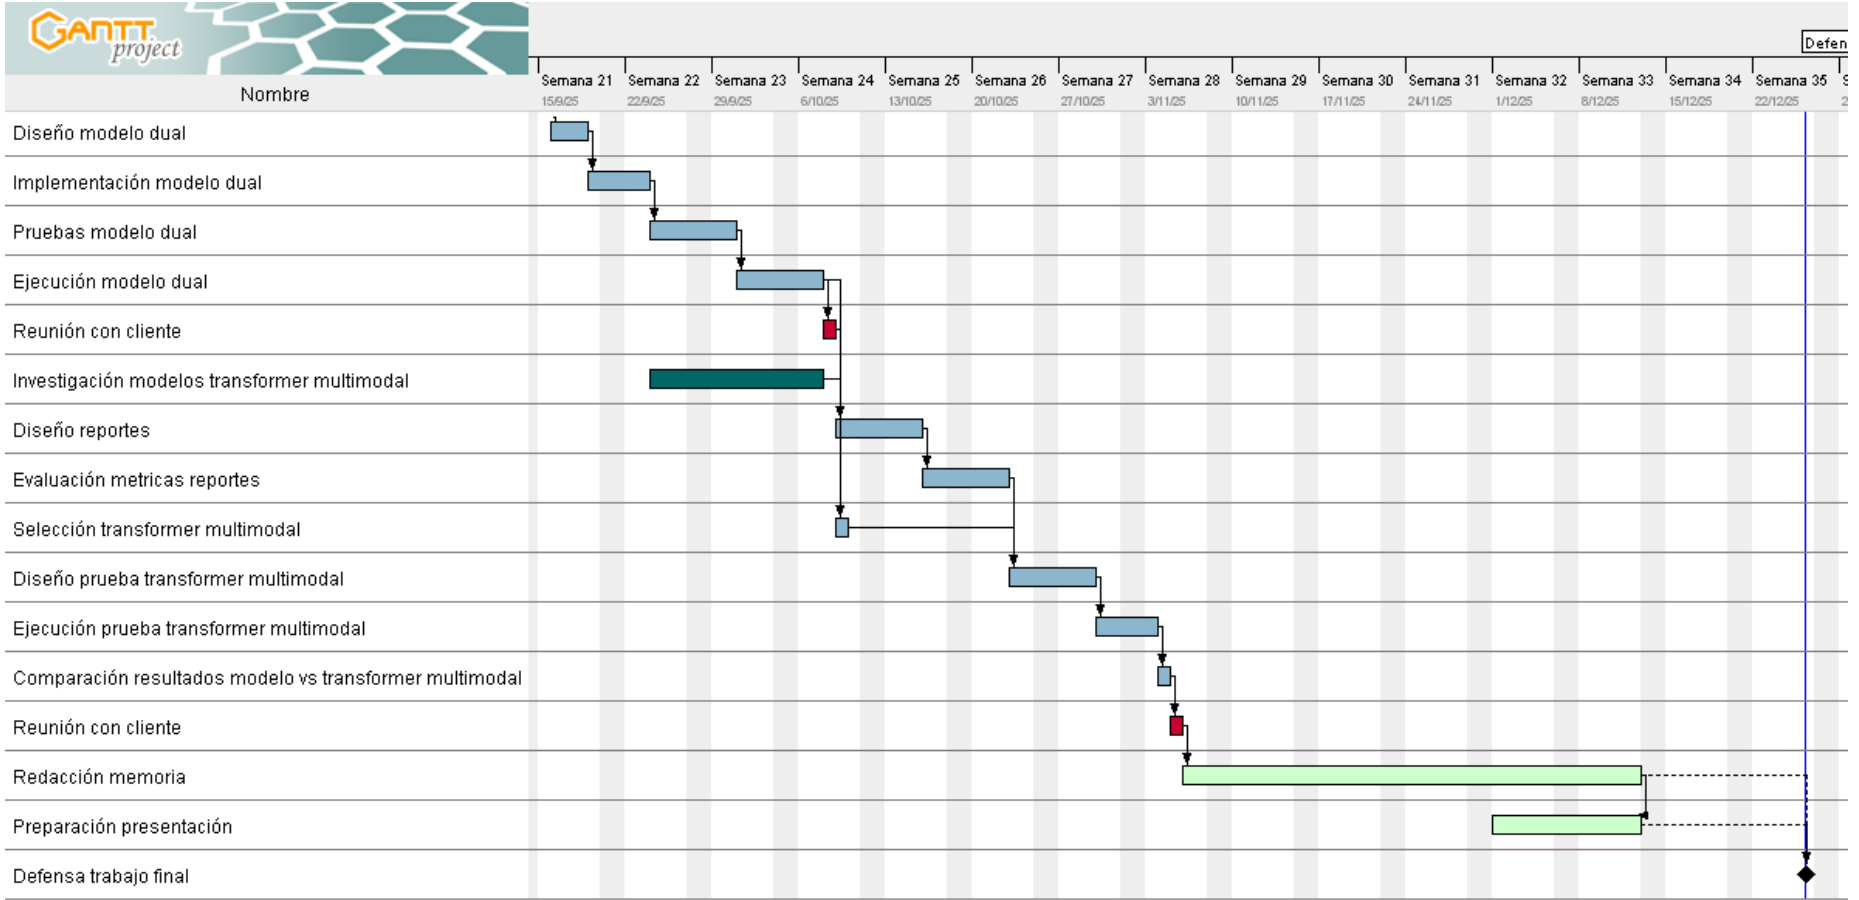 GANTT
project
Defen
Semana 21 Semana 22 Semana 23 Semana 24 Semana 25 Semana 26 Semana 27 Semana 28 Semana 29 Semana 30 Semana 31 Semana 32 Semana 33 Semana 34 Semana 35 S
Nombre
15/9/25 22/9/25 29/9/25 6/10/25 13/10/25 20/10/25 27/10/25 3/11/25 10/11/25 17/11/25 24/11/25 1/12/25 8/12/25 15/12/25 22/12/25 2
Diseño modelo dual
Implementación modelo dual
Pruebas modelo dual
Ejecución modelo dual
Reunión con cliente
Investigación modelos transformer multimodal
Diseño reportes
Evaluación metricas reportes
Selección transformer multimodal
Diseño prueba transformer multimodal
Ejecución prueba transformer multimodal
Comparación resultados modelo vs transformer multimodal
Reunión con cliente
Redacción memoria
Preparación presentación
Defensa trabajo final